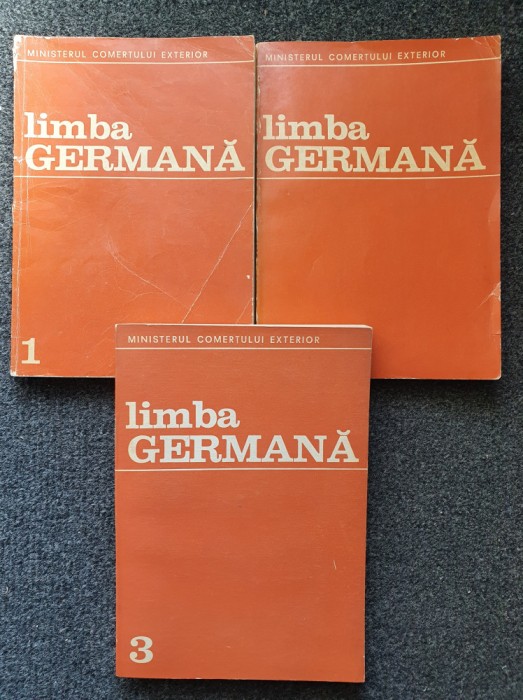 MINISTERUL COMERTULUI EXTERIOR
limba
GERMANĂ
1
MINISTERUL COMERTULUI EXTERIOR
limba
GERMANĂ
MINISTERUL COMERTULUI EXTERIOR
limba
GERMANĂ
3